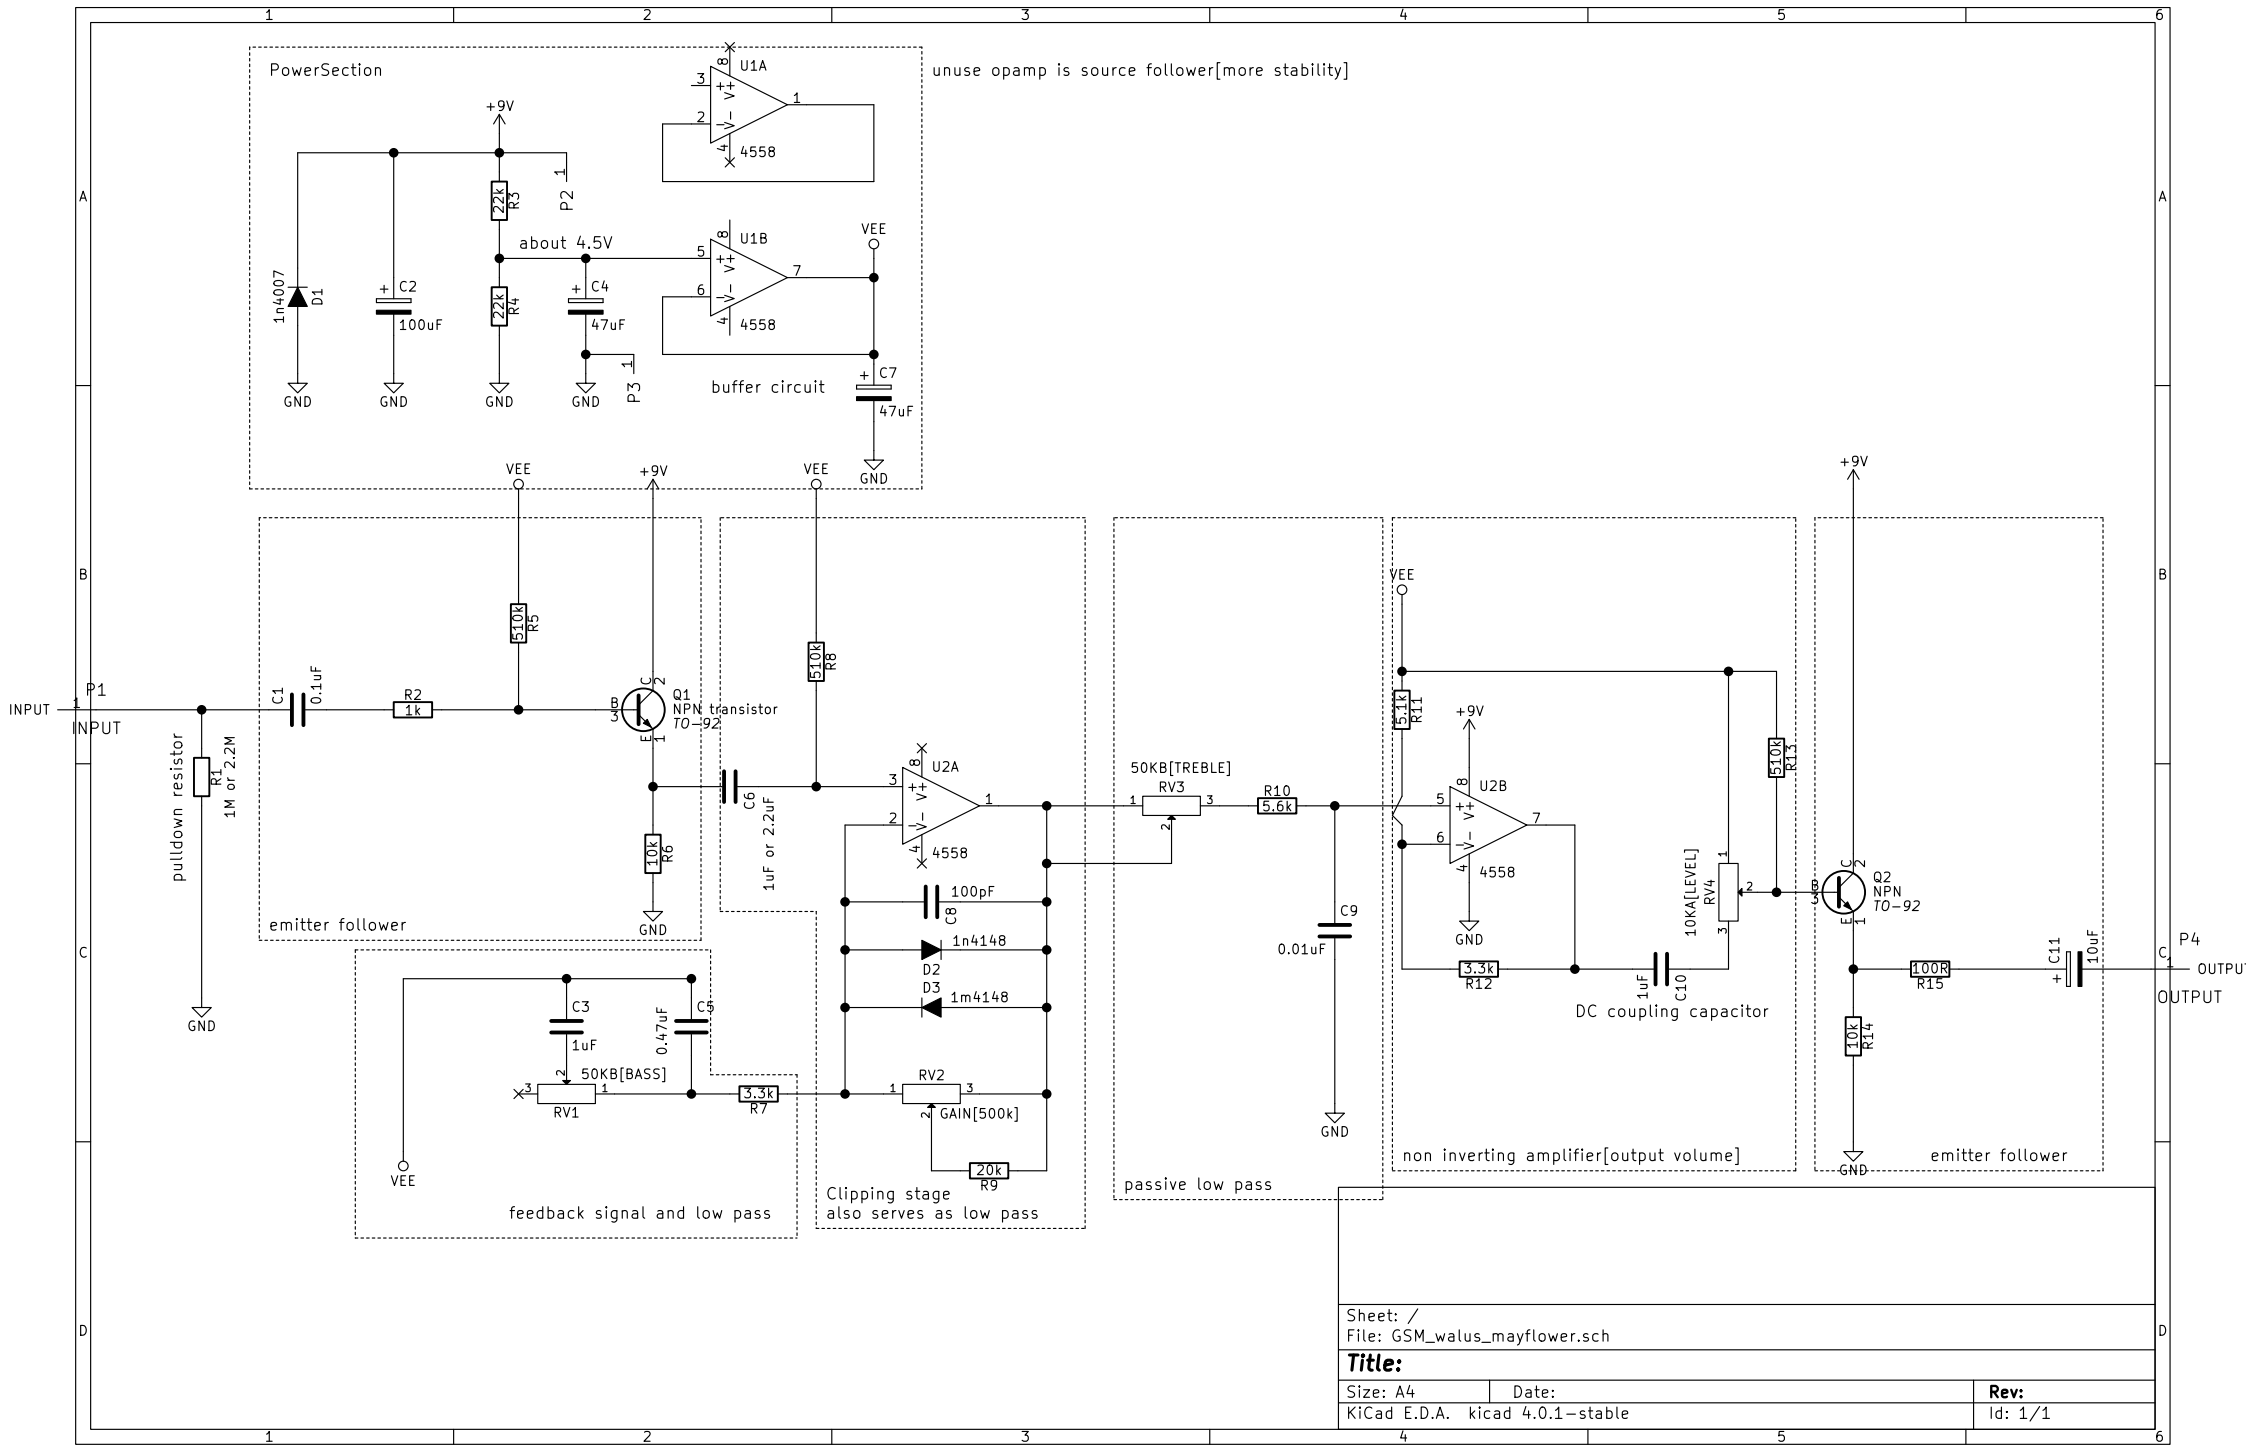 1 2 3 4 5 6
A
B
C
D
A
B
C
D
PowerSection
unuse opamp is source follower[more stability]
+9V
1
P2
22k
R3
about 4.5V
22k
R4
1n4007
D1
C2
100uF
C4
47uF
1
P3
GND
GND
GND
GND
8
U1A
3
V+
1
2
V-
4
4558
8
U1B
5
V+
7
6
V-
4
4558
VEE
buffer circuit
C7
47uF
GND
VEE
+9V
VEE
INPUT
1
P1
INPUT
pulldown resistor
R1
1M or 2.2M
GND
C1
0.1uF
R2
1k
510k
R5
B
3
C
2
E
1
Q1
NPN transistor
TO-92
10k
R6
GND
emitter follower
C6
1uF or 2.2uF
510k
R8
8
U2A
3
V+
1
2
V-
4
4558
100pF
C8
1n4148
D2
D3
1m4148
RV2
1
3
2
GAIN[500k]
20k
R9
Clipping stage
also serves as low pass
C3
1uF
C5
0.47uF
50KB[BASS]
3
2
1
RV1
3.3k
R7
VEE
feedback signal and low pass
50KB[TREBLE]
RV3
1
3
2
R10
5.6k
C9
0.01uF
GND
passive low pass
VEE
5.1k
R11
+9V
8
U2B
5
V+
7
6
V-
4
4558
GND
3.3k
R12
1uF
C10
DC coupling capacitor
10KA[LEVEL]
RV4
1
2
3
510k
R13
non inverting amplifier[output volume]
+9V
B
3
C
2
E
1
Q2
NPN
TO-92
100R
R15
10k
R14
GND
C11
10uF
emitter follower
P4
1
OUTPU
OUTPUT
Sheet: /
File: GSM_walus_mayflower.sch
Title:
Size: A4 Date: Rev:
KiCad E.D.A. kicad 4.0.1-stable Id: 1/1
1 2 3 4 5 6